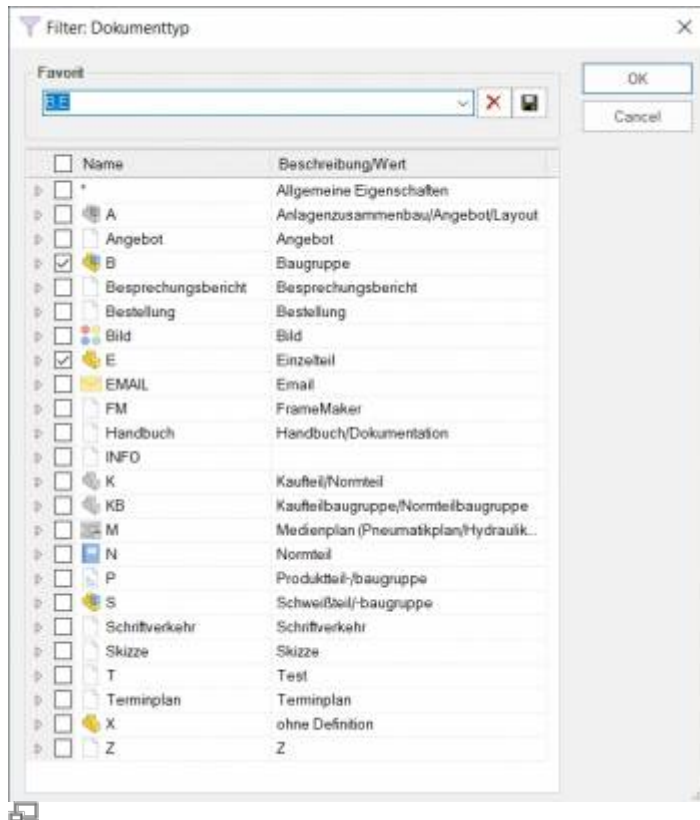 Filter: Dokumenttyp
Favorit
B;E
OK
Cancel
Name Beschreibung/Wert
* Allgemeine Eigenschaften
A Anlagenzusammenbau/Angebot/Layout
Angebot Angebot
B Baugruppe
Besprechungsbericht Besprechungsbericht
Bestellung Bestellung
Bild Bild
E Einzelteil
EMAIL Email
FM FrameMaker
Handbuch Handbuch/Dokumentation
INFO
K Kaufteil/Normteil
KB Kaufteilbaugruppe/Normteilbaugruppe
M Medienplan (Pneumatikplan/Hydraulik...
N Normteil
P Produktteil-/baugruppe
S Schweißteil/-baugruppe
Schriftverkehr Schriftverkehr
Skizze Skizze
T Test
Terminplan Terminplan
X ohne Definition
Z Z